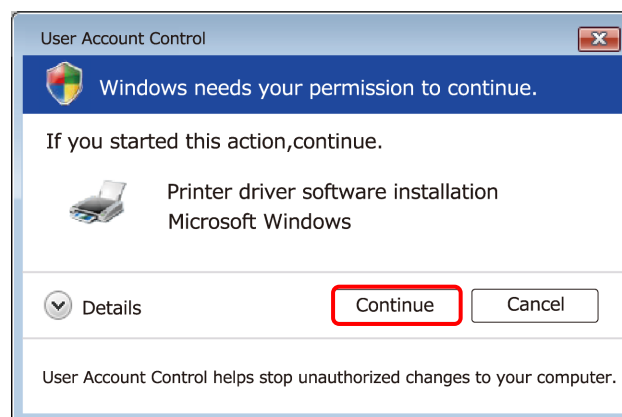 User Account Control
Windows needs your permission to continue.
If you started this action,continue.
Printer driver software installation
Microsoft Windows
Details
Continue
Cancel
User Account Control helps stop unauthorized changes to your computer.